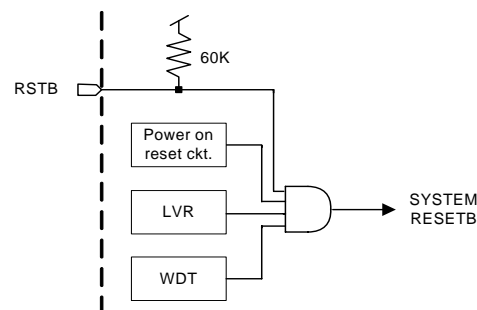 60K
RSTB
Power on
reset ckt.
LVR
SYSTEM
RESETB
WDT